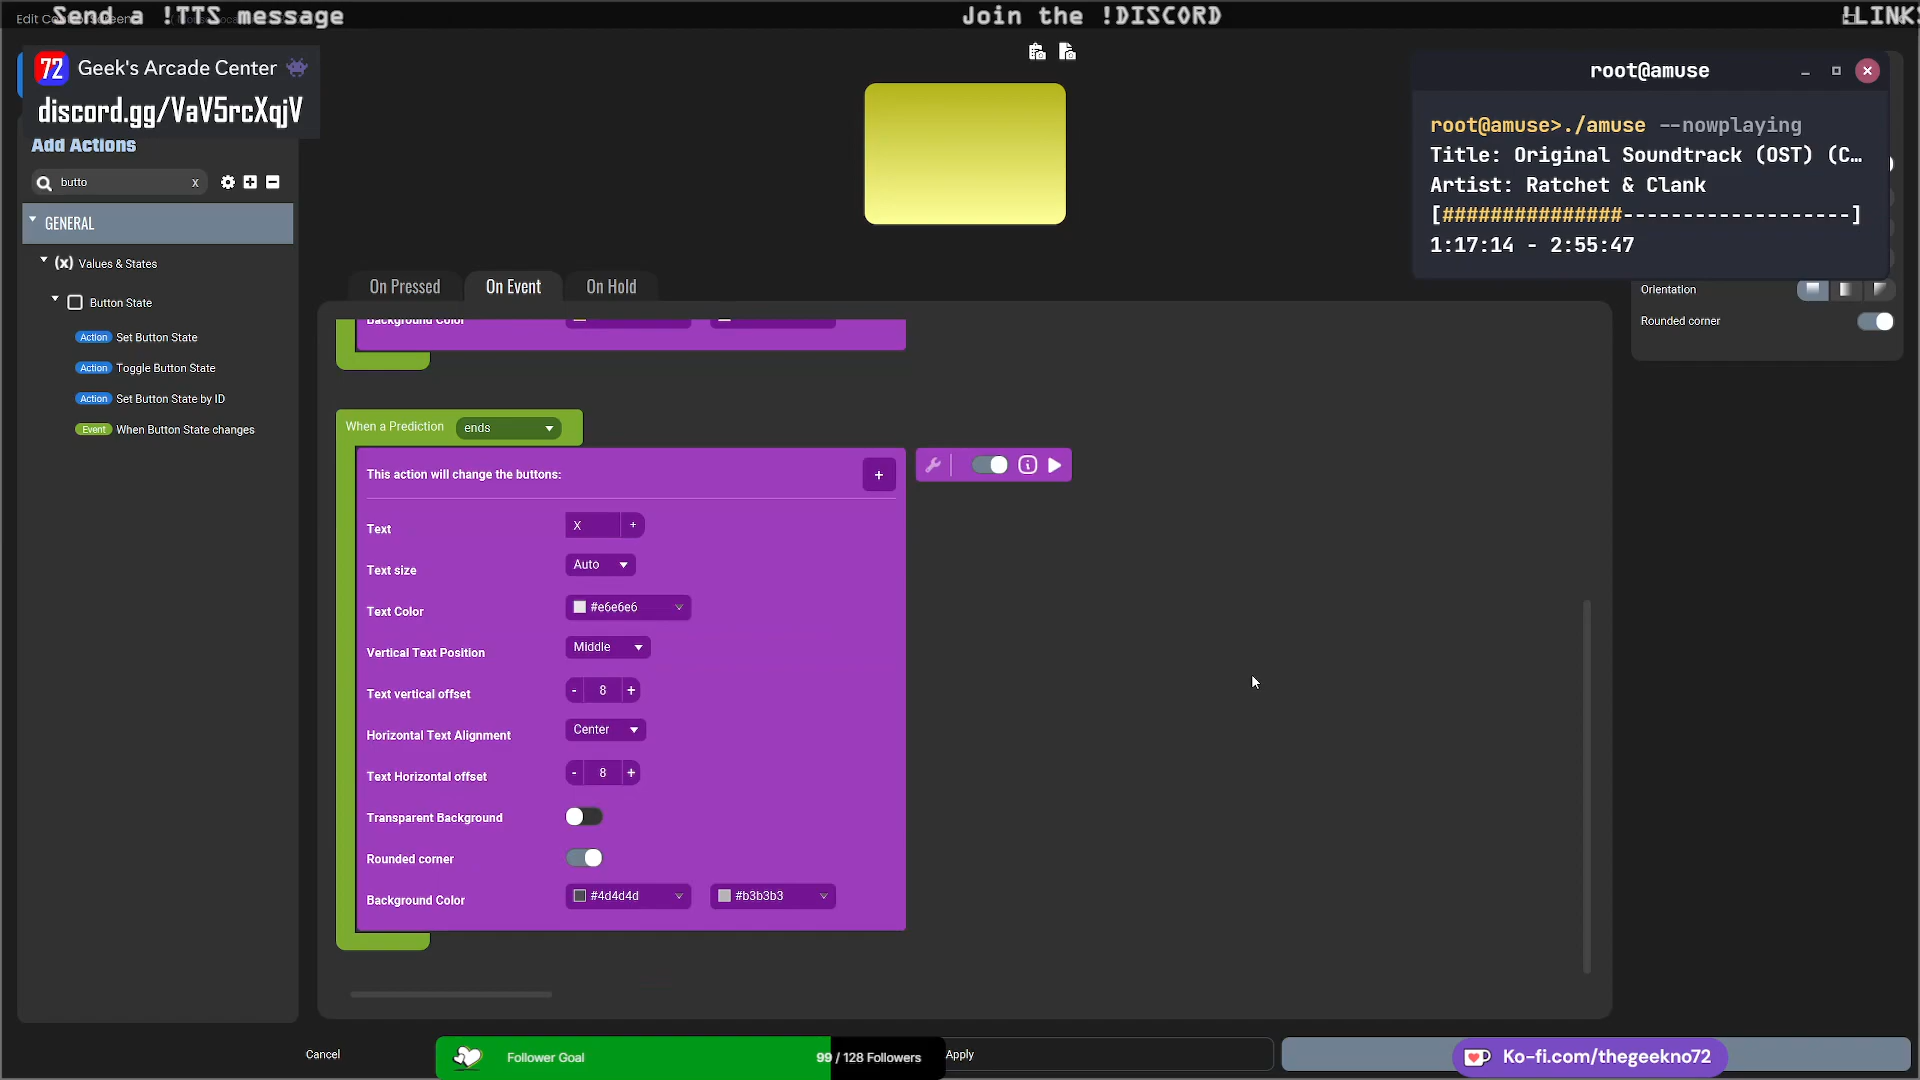 Send a !TTS message
Join the !DISCORD
!LINKS
72 Geek's Arcade Center
discord.gg/VaV5rcXqjV
Add Actions
butto x
GENERAL
(x) Values & States
Button State
Action Set Button State
Action Toggle Button State
Action Set Button State by ID
Event When Button State changes
On Pressed
On Event
On Hold
Background Color
When a Prediction ends
This action will change the buttons: +
Text X +
Text size Auto
Text Color #e6e6e6
Vertical Text Position Middle
Text vertical offset - 8 +
Horizontal Text Alignment Center
Text Horizontal offset - 8 +
Transparent Background
Rounded corner
Background Color #4d4d4d #b3b3b3
root@amuse
root@amuse>./amuse --nowplaying
Title: Original Soundtrack (OST) (C…
Artist: Ratchet & Clank
[###############-------------------]
1:17:14 - 2:55:47
Orientation
Rounded corner
Cancel
Follower Goal 99 / 128 Followers
Apply
Ko-fi.com/thegeekno72